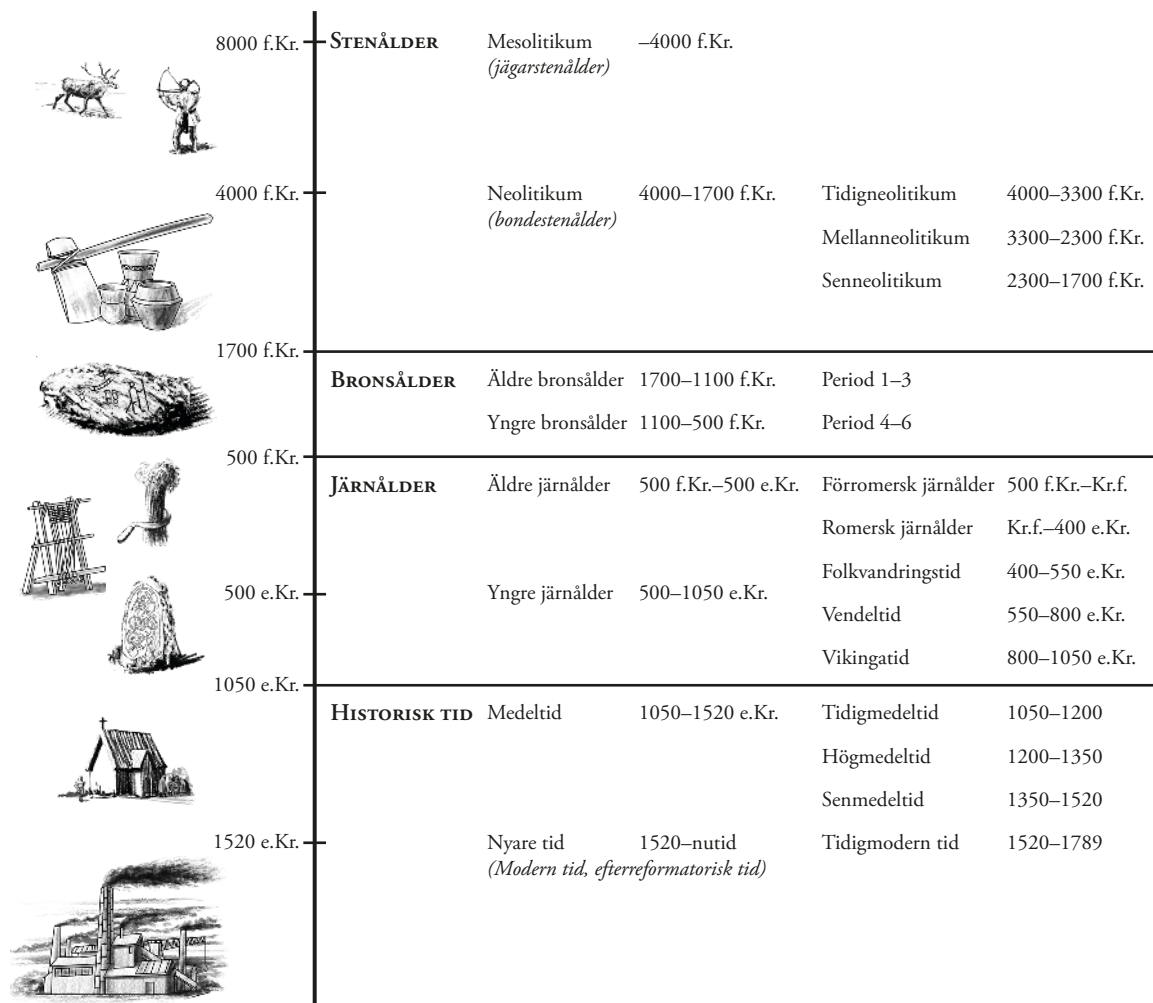 8000 f.Kr. STENÅLDER Mesolitikum –4000 f.Kr.
(jägarstenålder)
4000 f.Kr. Neolitikum 4000–1700 f.Kr. Tidigneolitikum 4000–3300 f.Kr.
(bondestenålder)
Mellanneolitikum 3300–2300 f.Kr.
Senneolitikum 2300–1700 f.Kr.
1700 f.Kr.
BRONSÅLDER Äldre bronsålder 1700–1100 f.Kr. Period 1–3
Yngre bronsålder 1100–500 f.Kr. Period 4–6
500 f.Kr.
JÄRNÅLDER Äldre järnålder 500 f.Kr.–500 e.Kr. Förromersk järnålder 500 f.Kr.–Kr.f.
Romersk järnålder Kr.f.–400 e.Kr.
Folkvandringstid 400–550 e.Kr.
500 e.Kr. Yngre järnålder 500–1050 e.Kr.
Vendeltid 550–800 e.Kr.
Vikingatid 800–1050 e.Kr.
1050 e.Kr.
HISTORISK TID Medeltid 1050–1520 e.Kr. Tidigmedeltid 1050–1200
Högmedeltid 1200–1350
Senmedeltid 1350–1520
1520 e.Kr. Nyare tid 1520–nutid Tidigmodern tid 1520–1789
(Modern tid, efterreformatorisk tid)